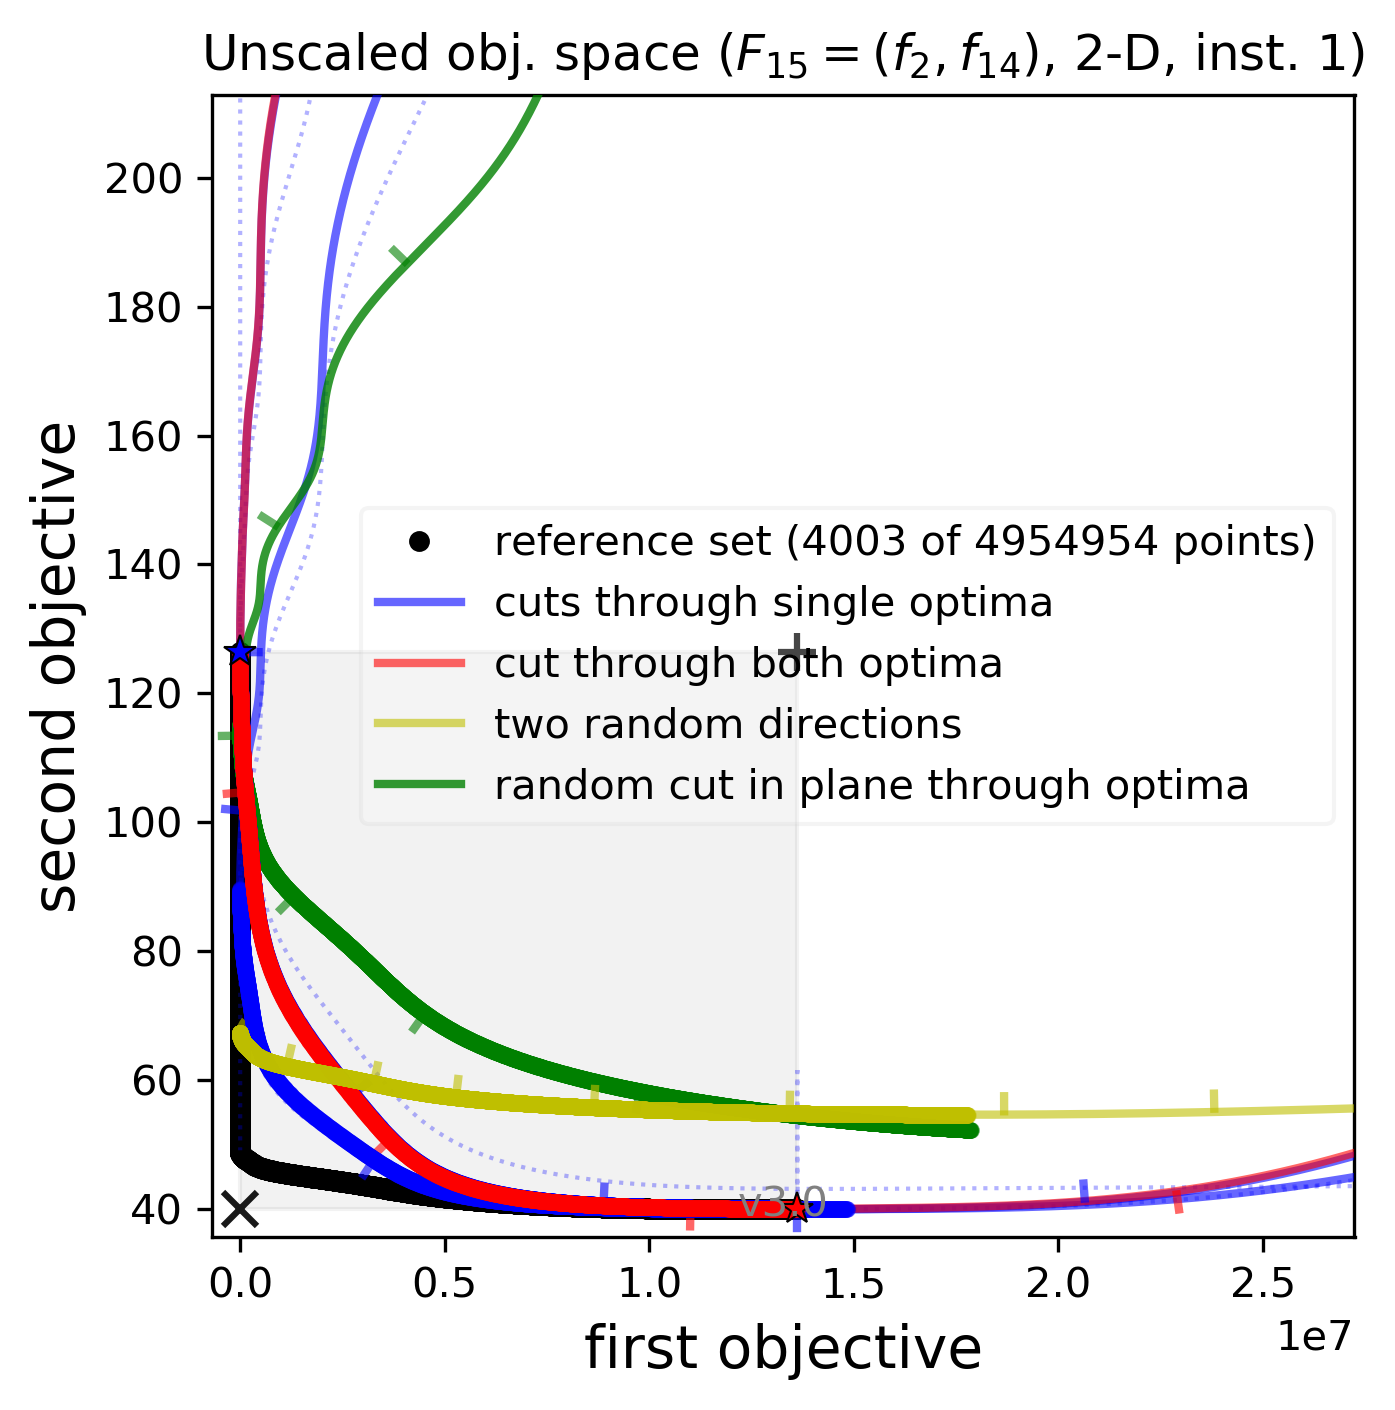 Unscaled obj. space (F15 = (f2, f14), 2-D, inst. 1)
second objective
200
180
160
140
120
100
80
60
40
reference set (4003 of 4954954 points)
cuts through single optima
cut through both optima
two random directions
random cut in plane through optima
v3.0
0.0 0.5 1.0 1.5 2.0 2.5
1e7
first objective